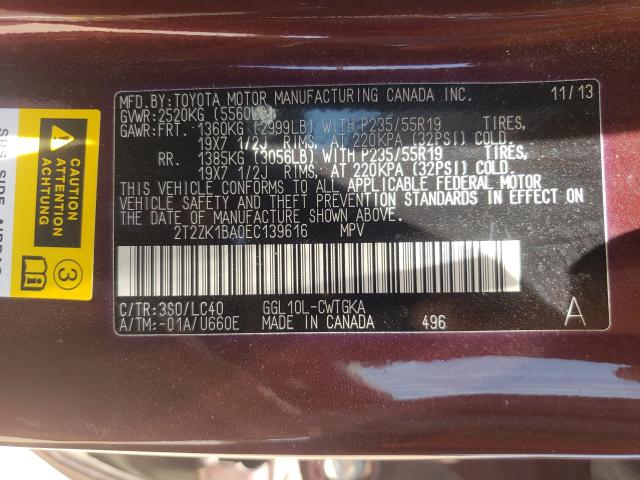 MFD.BY:TOYOTA MOTOR MANUFACTURING CANADA INC. 11/13
GVWR:2520KG (5560LB)
GAWR:FRT. 1360KG (2999LB) WITH P235/55R19 TIRES,
19X7 1/2J RIMS, AT 220KPA (32PSI) COLD.
RR. 1385KG (3056LB) WITH P235/55R19 TIRES,
19X7 1/2J RIMS, AT 220KPA (32PSI) COLD.
THIS VEHICLE CONFORMS TO ALL APPLICABLE FEDERAL MOTOR
VEHICLE SAFETY AND THEFT PREVENTION STANDARDS IN EFFECT ON
THE DATE OF MANUFACTURE SHOWN ABOVE.
2T2ZK1BA0EC139616 MPV
C/TR:3S0/LC40 GGL10L-CWTGKA
A/TM:-01A/U660E MADE IN CANADA 496 A
ATTENTION
CAUTION
ACHTUNG
3
SRS SIDE